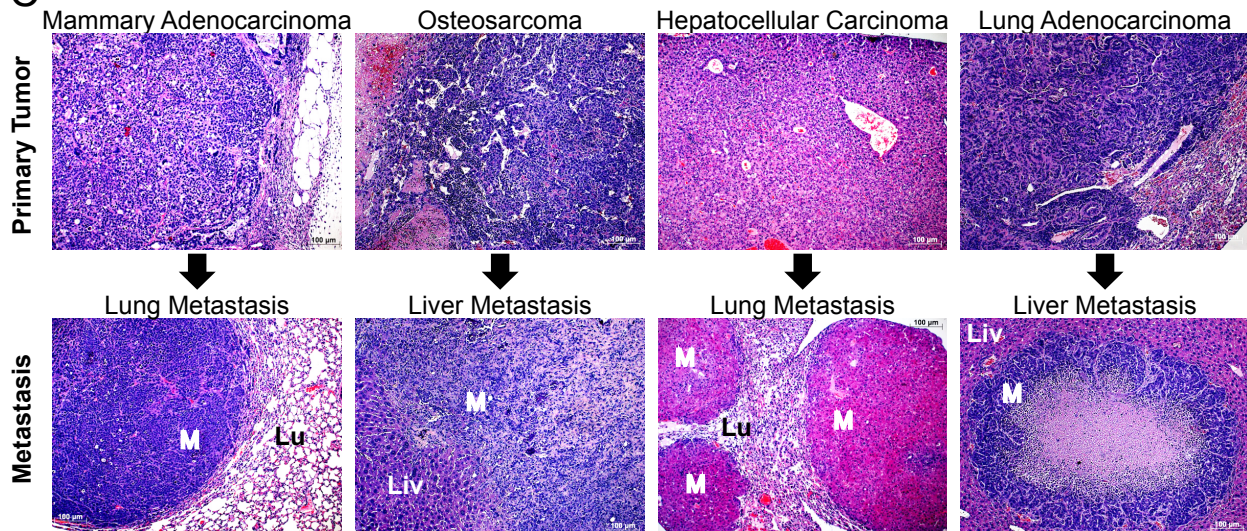 Mammary Adenocarcinoma Osteosarcoma Hepatocellular Carcinoma Lung Adenocarcinoma
Primary Tumor
100 µm 100 µm 100 µm 100 µm
Lung Metastasis Liver Metastasis Lung Metastasis Liver Metastasis
Metastasis
M Lu 100 µm
M Liv 100 µm
M M M Lu 100 µm
Liv M 100 µm